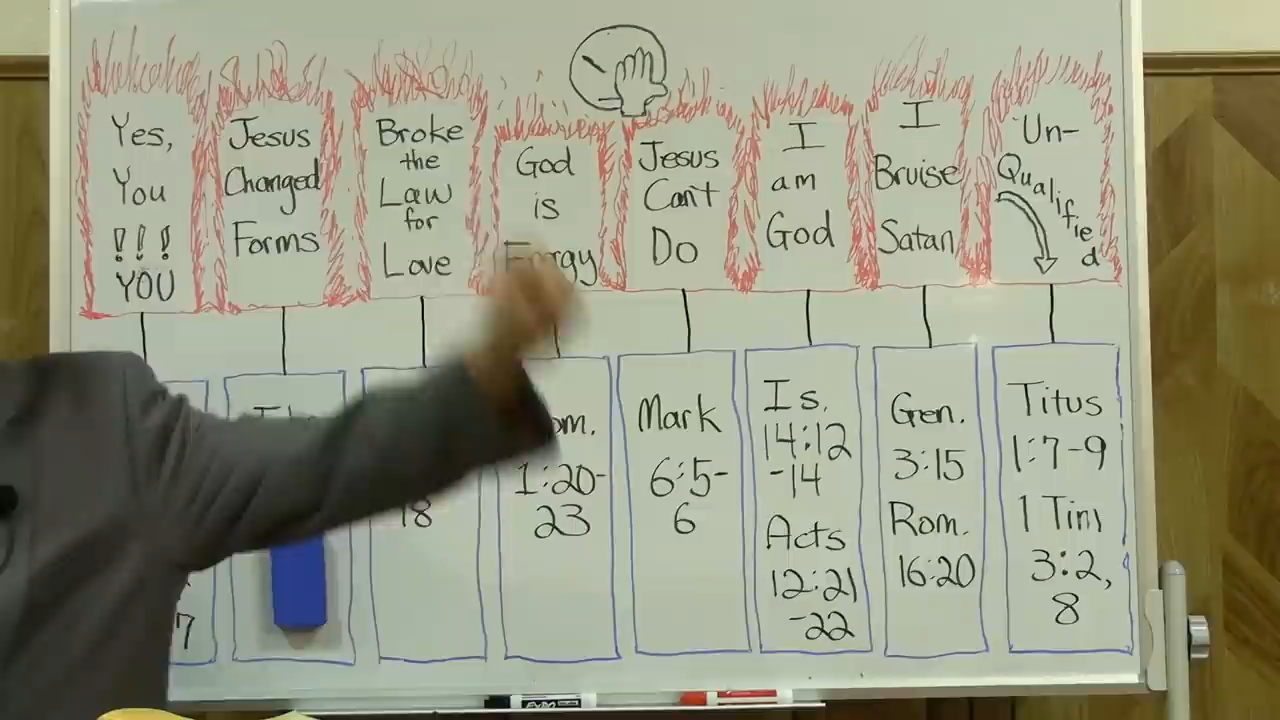 Yes,
You
!!!
YOU
Jesus
Changed
Forms
Broke
the
Law
for
Love
God
is
Jesus
Can't
Do
I
am
God
I
Bruise
Satan
Un-
Qualified
7
18
1:20-
23
Mark
6:5-
6
Is.
14:12
-14
Acts
12:21
-22
Gen.
3:15
Rom.
16:20
Titus
1:7-9
1 Tim
3:2,
8
EXPO